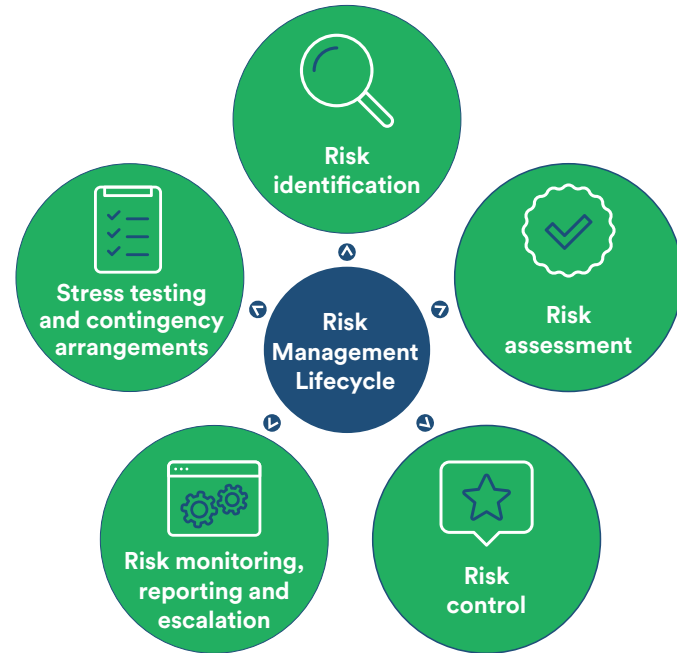 Risk
identification
Risk
assessment
Risk
control
Risk monitoring,
reporting and
escalation
Stress testing
and contingency
arrangements
Risk
Management
Lifecycle